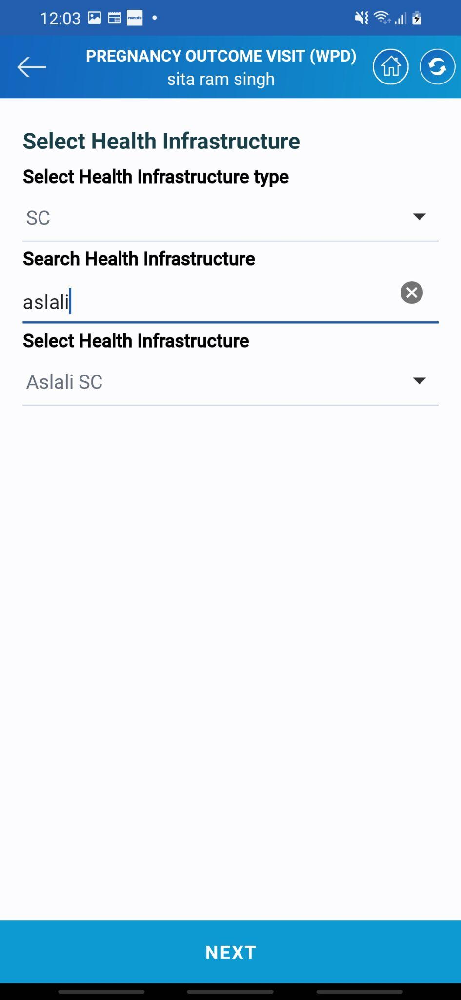 12:03 zomato
PREGNANCY OUTCOME VISIT (WPD)
sita ram singh
Select Health Infrastructure
Select Health Infrastructure type
SC
Search Health Infrastructure
aslali
Select Health Infrastructure
Aslali SC
NEXT